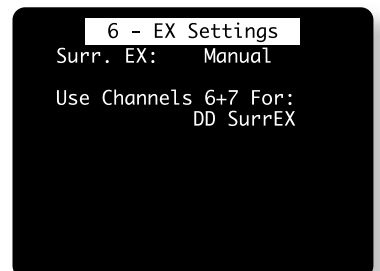 6 - EX Settings
Surr. EX: Manual
Use Channels 6+7 For:
DD SurrEX